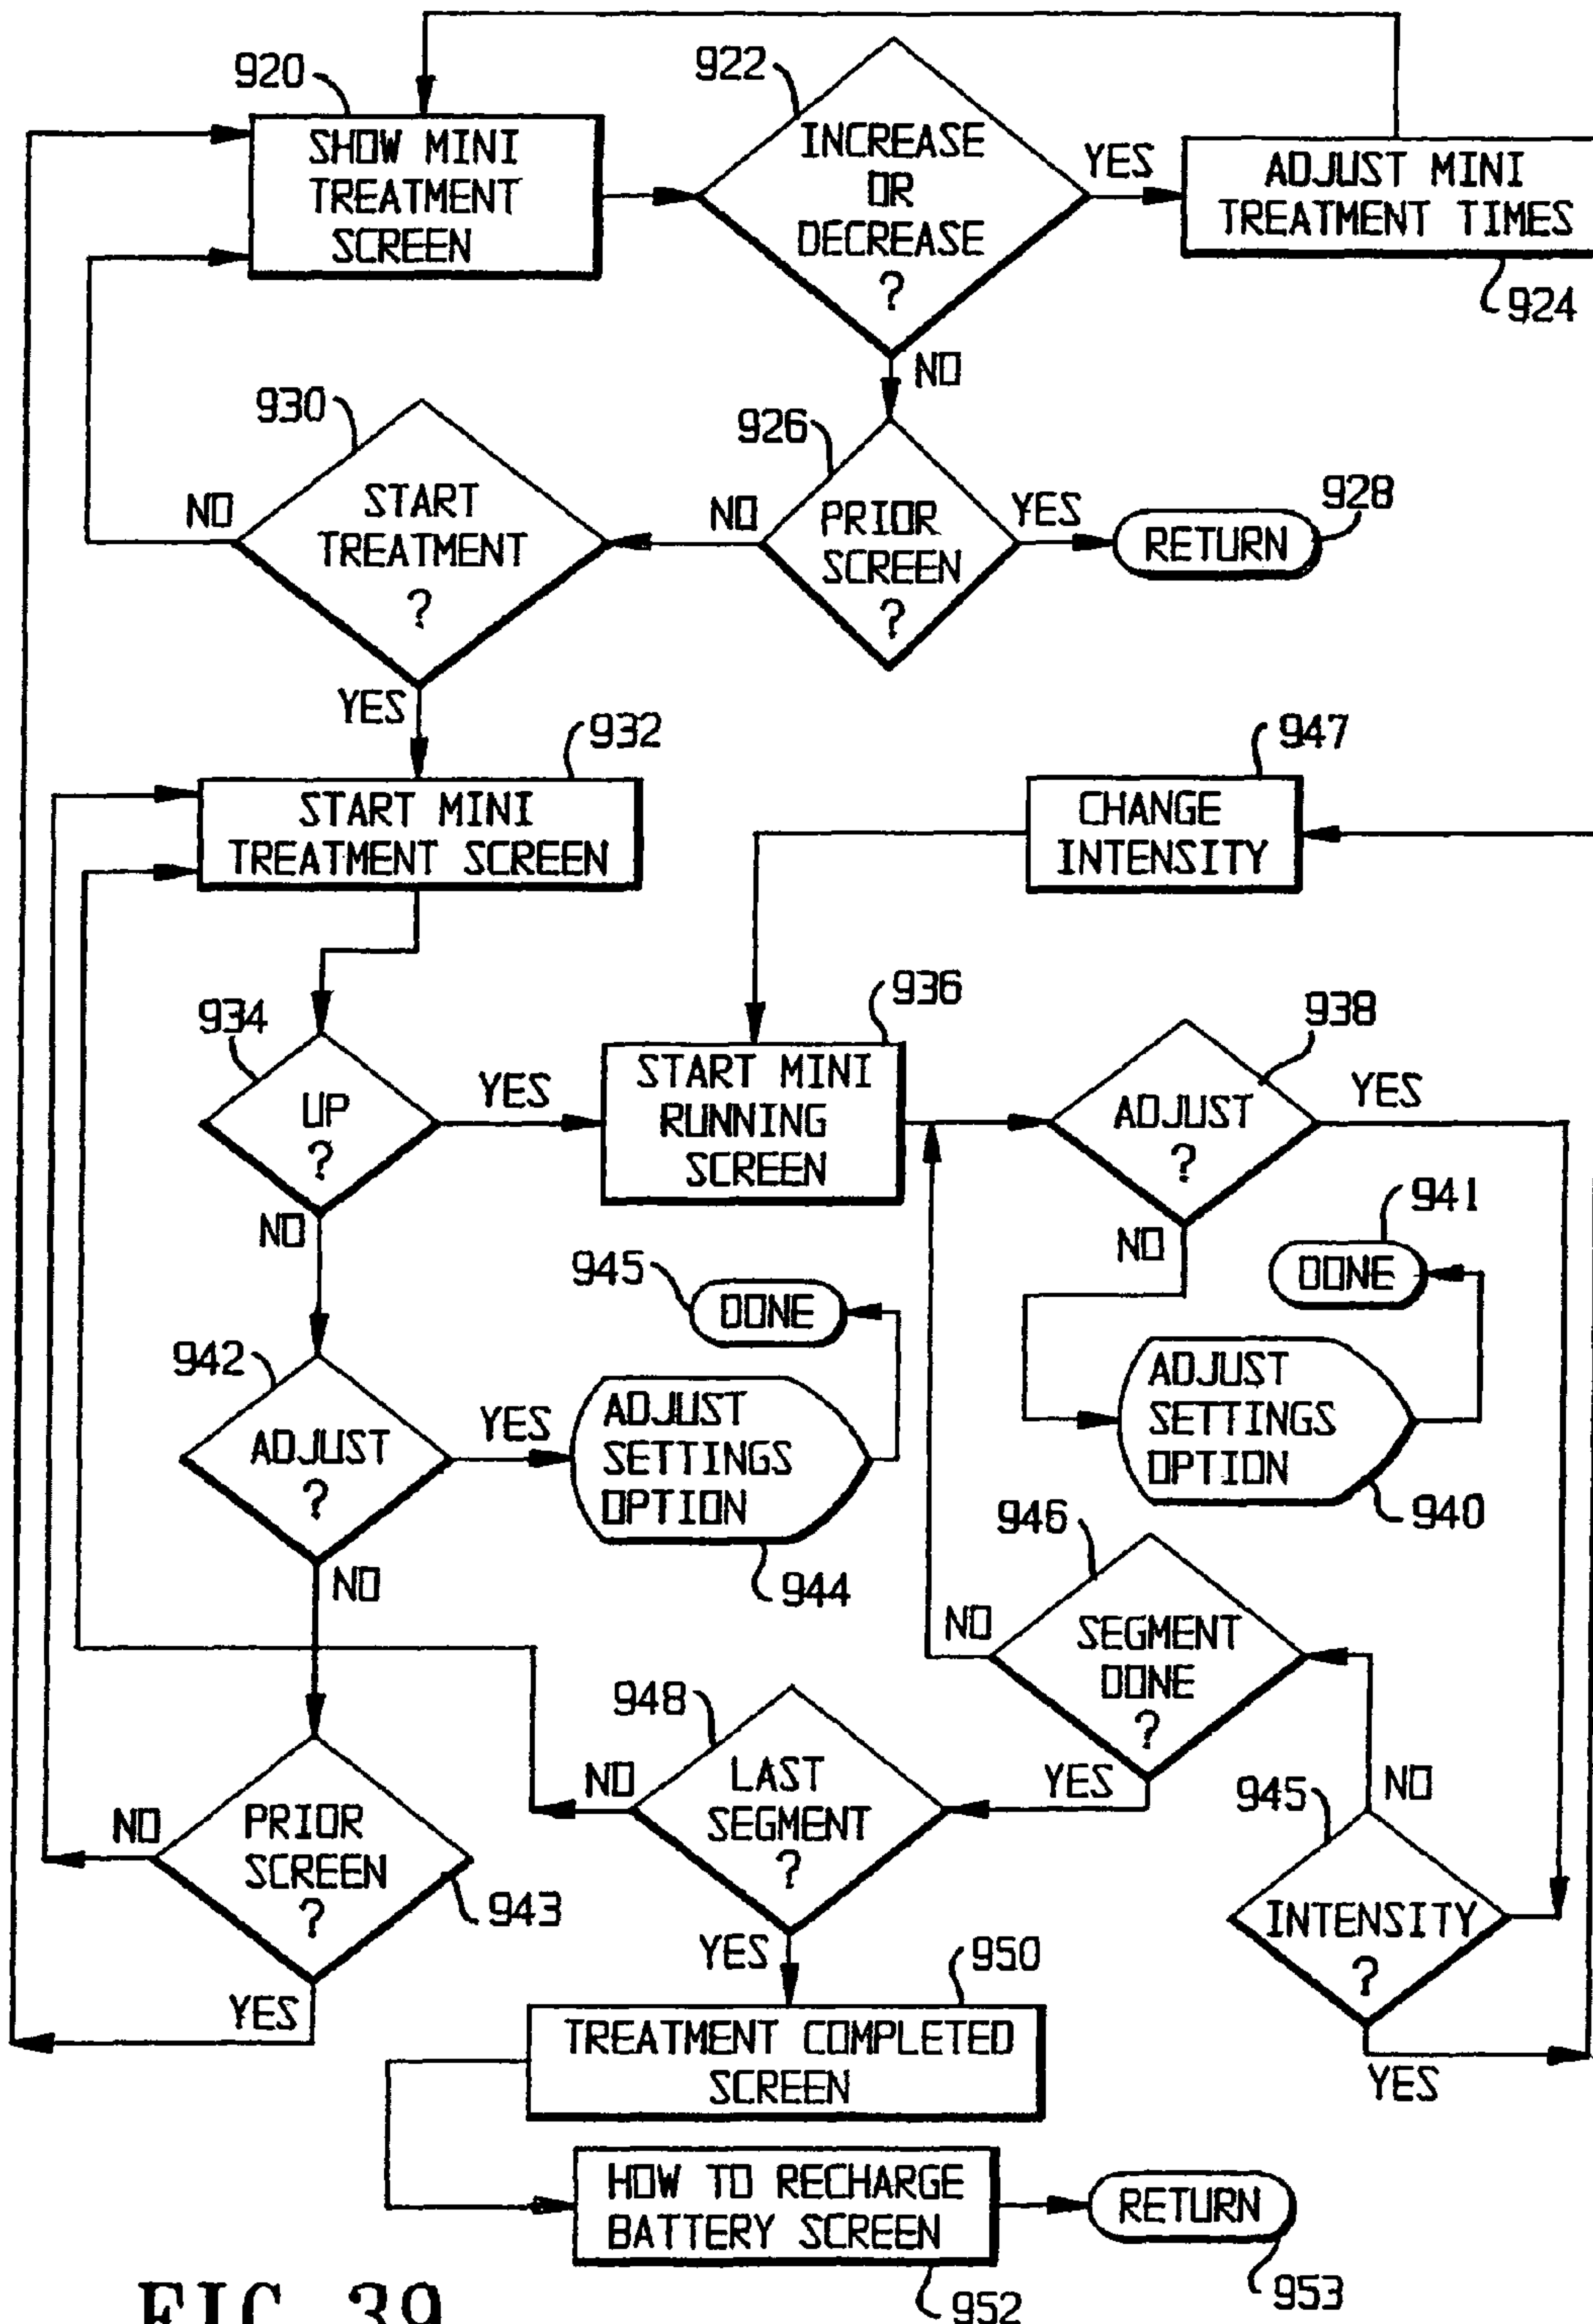 920
SHOW MINI
TREATMENT
SCREEN
922
INCREASE
OR
DECREASE
?
YES
ADJUST MINI
TREATMENT TIMES
924
NO
930
START
TREATMENT
?
NO
926
PRIOR
SCREEN
?
NO
YES
928
RETURN
YES
932
START MINI
TREATMENT SCREEN
947
CHANGE
INTENSITY
934
UP
?
YES
936
START MINI
RUNNING
SCREEN
938
ADJUST
?
YES
NO
NO
941
DONE
945
DONE
942
ADJUST
?
YES
ADJUST
SETTINGS
OPTION
944
ADJUST
SETTINGS
OPTION
940
NO
946
SEGMENT
DONE
?
NO
YES
948
LAST
SEGMENT
?
NO
NO
945
INTENSITY
?
YES
PRIOR
SCREEN
?
NO
943
YES
YES
950
TREATMENT COMPLETED
SCREEN
HOW TO RECHARGE
BATTERY SCREEN
952
RETURN
953
FIG. 39